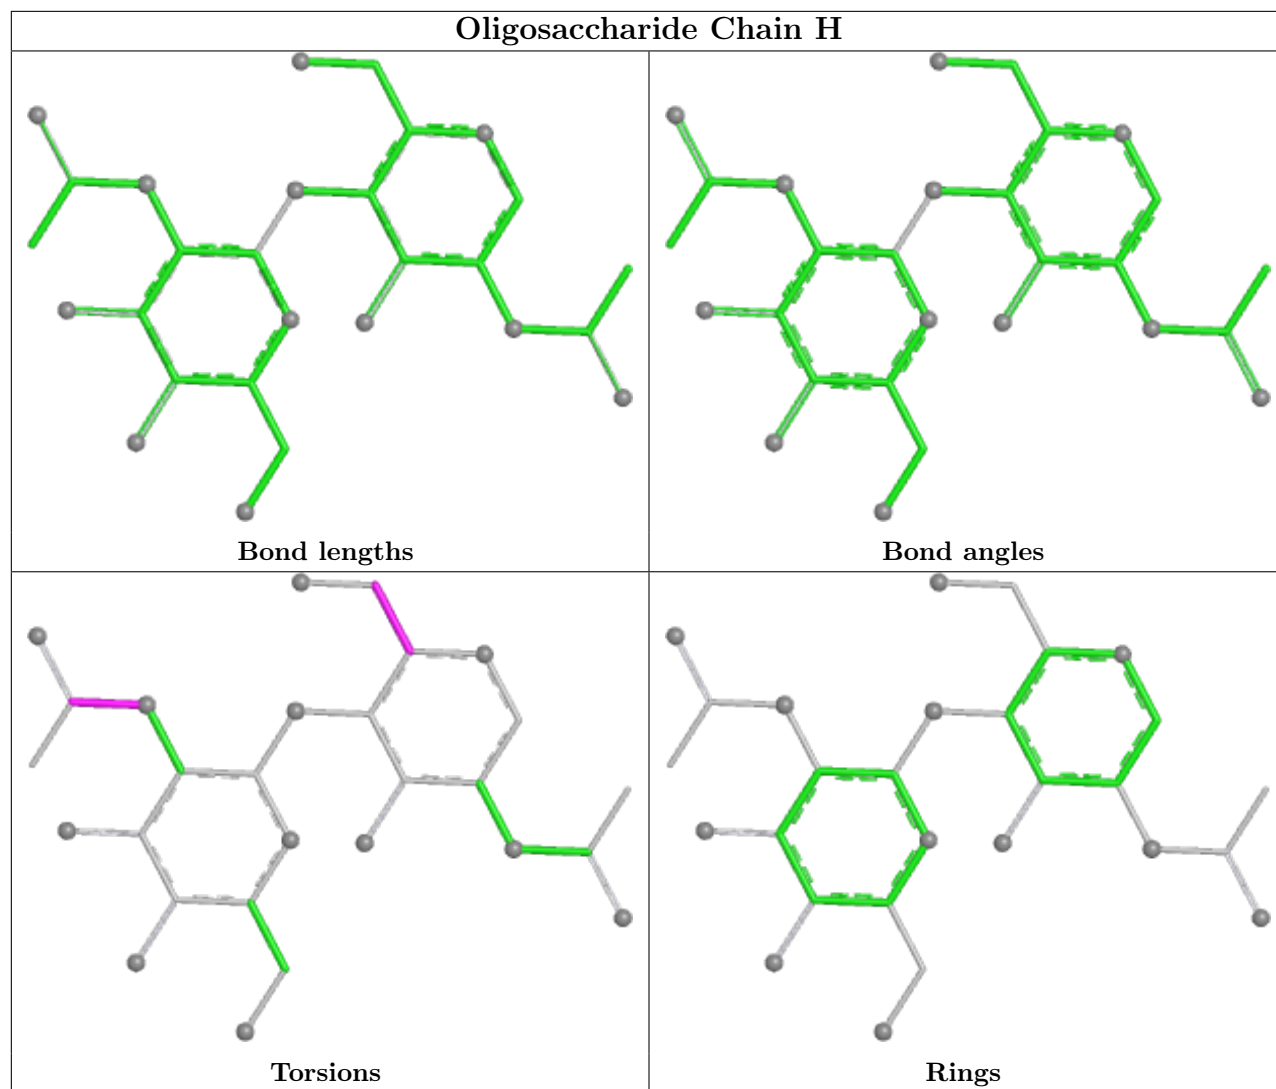 Oligosaccharide Chain H
Bond lengths
Bond angles
Torsions
Rings